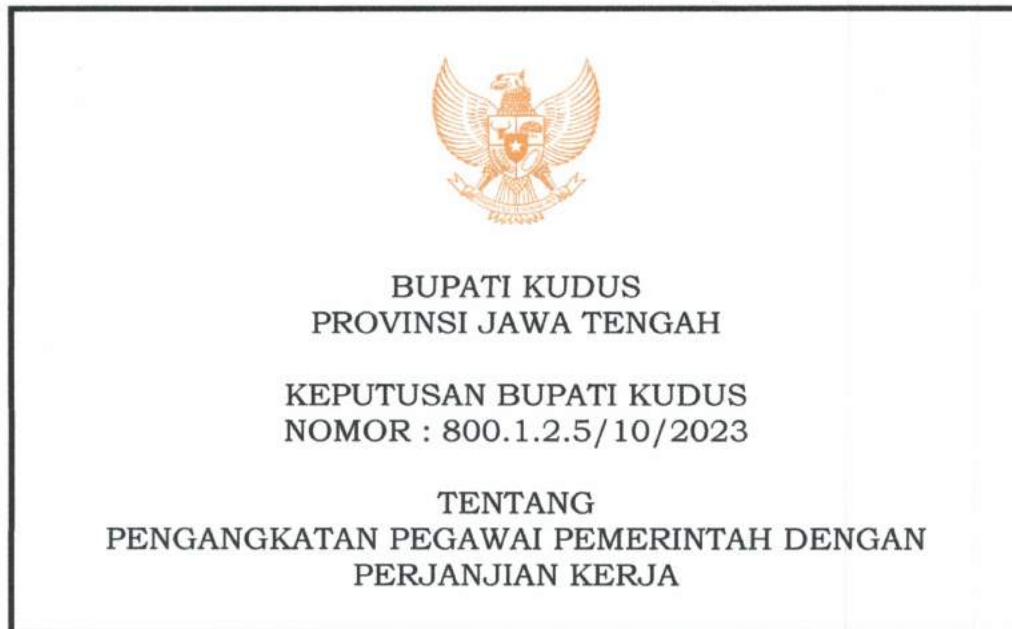 BUPATI KUDUS
PROVINSI JAWA TENGAH
KEPUTUSAN BUPATI KUDUS
NOMOR : 800.1.2.5/10/2023
TENTANG
PENGANGKATAN PEGAWAI PEMERINTAH DENGAN
PERJANJIAN KERJA